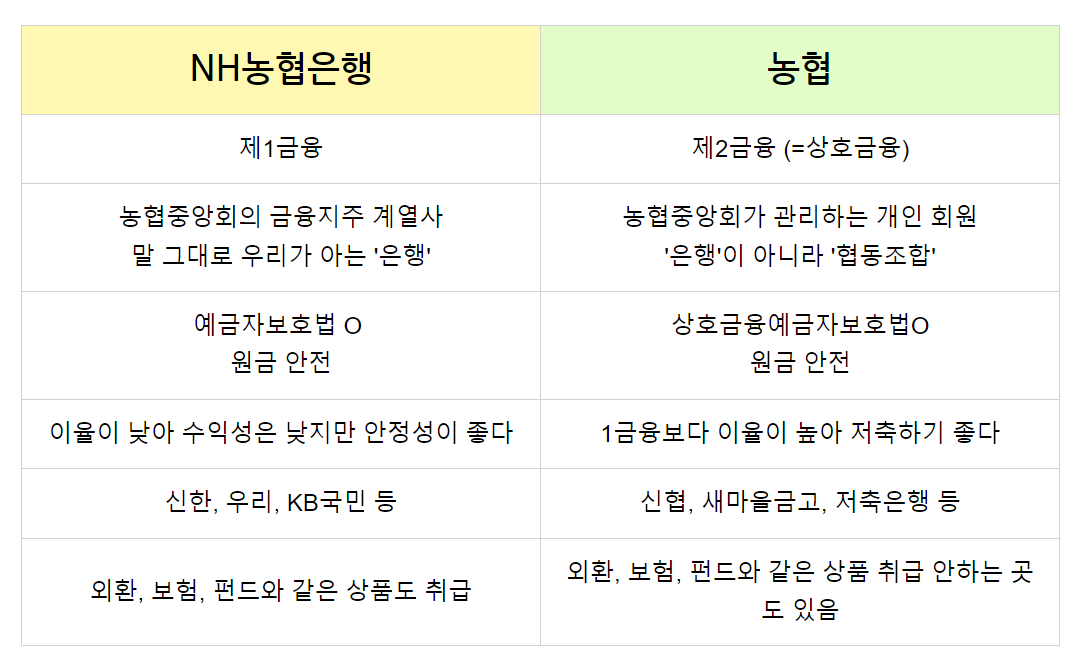 NH농협은행
농협
제1금융
제2금융 (=상호금융)
농협중앙회의 금융지주 계열사
말 그대로 우리가 아는 '은행'
농협중앙회가 관리하는 개인 회원
'은행'이 아니라 '협동조합'
예금자보호법 O
원금 안전
상호금융예금자보호법O
원금 안전
이율이 낮아 수익성은 낮지만 안정성이 좋다
1금융보다 이율이 높아 저축하기 좋다
신한, 우리, KB국민 등
신협, 새마을금고, 저축은행 등
외환, 보험, 펀드와 같은 상품도 취급
외환, 보험, 펀드와 같은 상품 취급 안하는 곳
도 있음